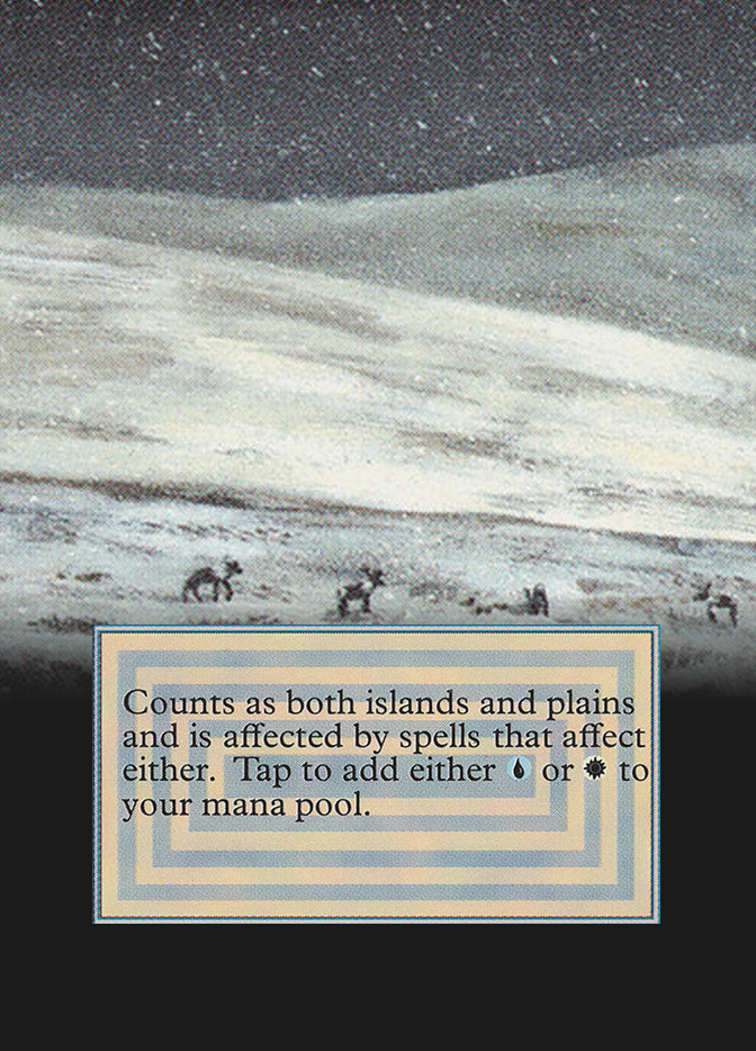 Counts as both islands and plains
and is affected by spells that affect
either. Tap to add either or to
your mana pool.